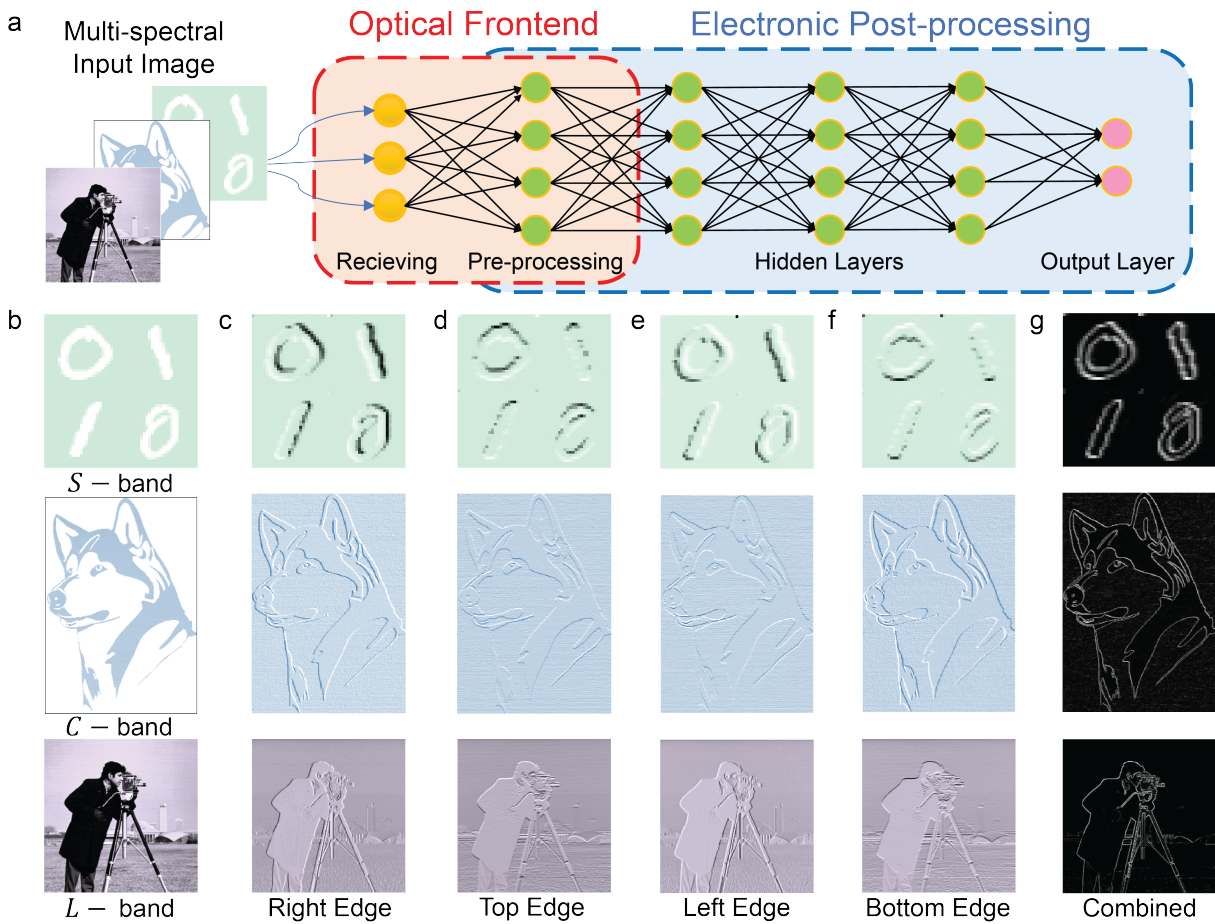 a
Multi-spectral
Input Image
Optical Frontend
Electronic Post-processing
Recieving
Pre-processing
Hidden Layers
Output Layer
b
c
d
e
f
g
S – band
C – band
L – band
Right Edge
Top Edge
Left Edge
Bottom Edge
Combined